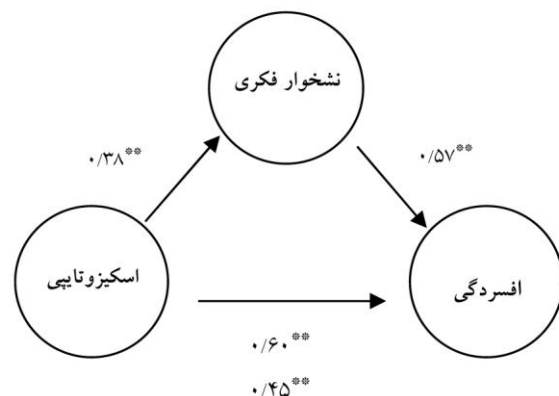 نشخوار فکری
۰/۳۸**
۰/۵۷**
اسکیزوتایپی
افسردگی
۰/۶۰**
۰/۴۵**